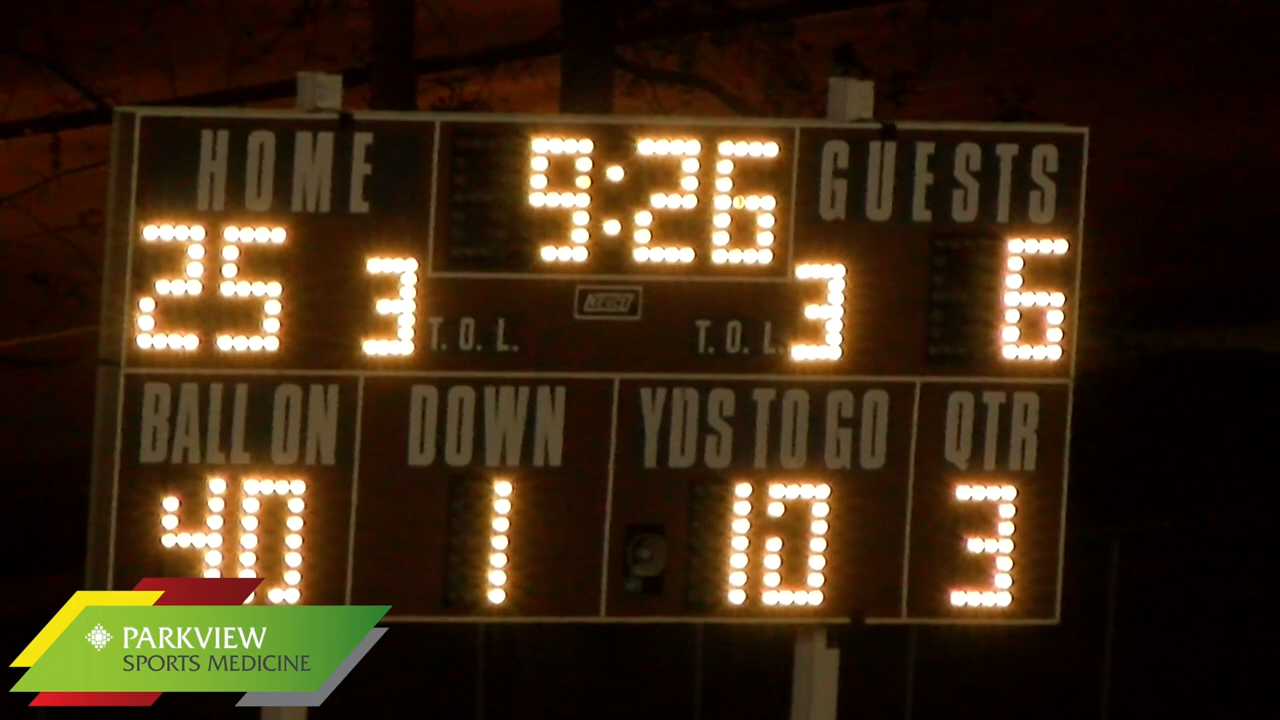 HOME 9:26 GUESTS
25 3 T. O. L. T. O. L. 3 6
BALL ON DOWN YDS TO GO QTR
40 1 10 3
PARKVIEW
SPORTS MEDICINE